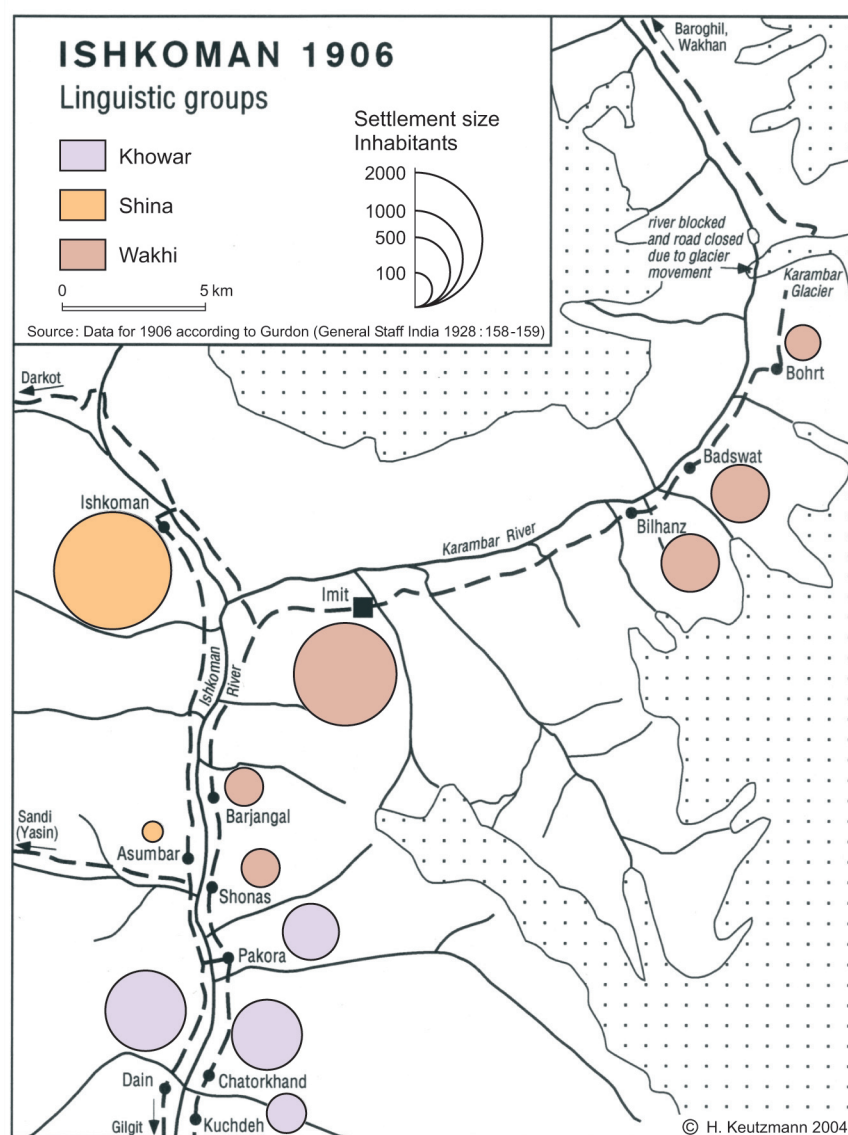 ISHKOMAN 1906
Linguistic groups
Khowar
Shina
Wakhi
Settlement size
Inhabitants
2000
1000
500
100
0 5 km
Source: Data for 1906 according to Gurdon (General Staff India 1928: 158-159)
Baroghil,
Wakhan
river blocked
and road closed
due to glacier
movement
Karambar
Glacier
Bohrt
Darkot
Badswat
Ishkoman
Bilhanz
Karambar River
Imit
Ishkoman
River
Barjangal
Sandi
(Yasin)
Asumbar
Shonas
Pakora
Dain
Chatorkhand
Gilgit
Kuchdeh
© H. Keutzmann 2004